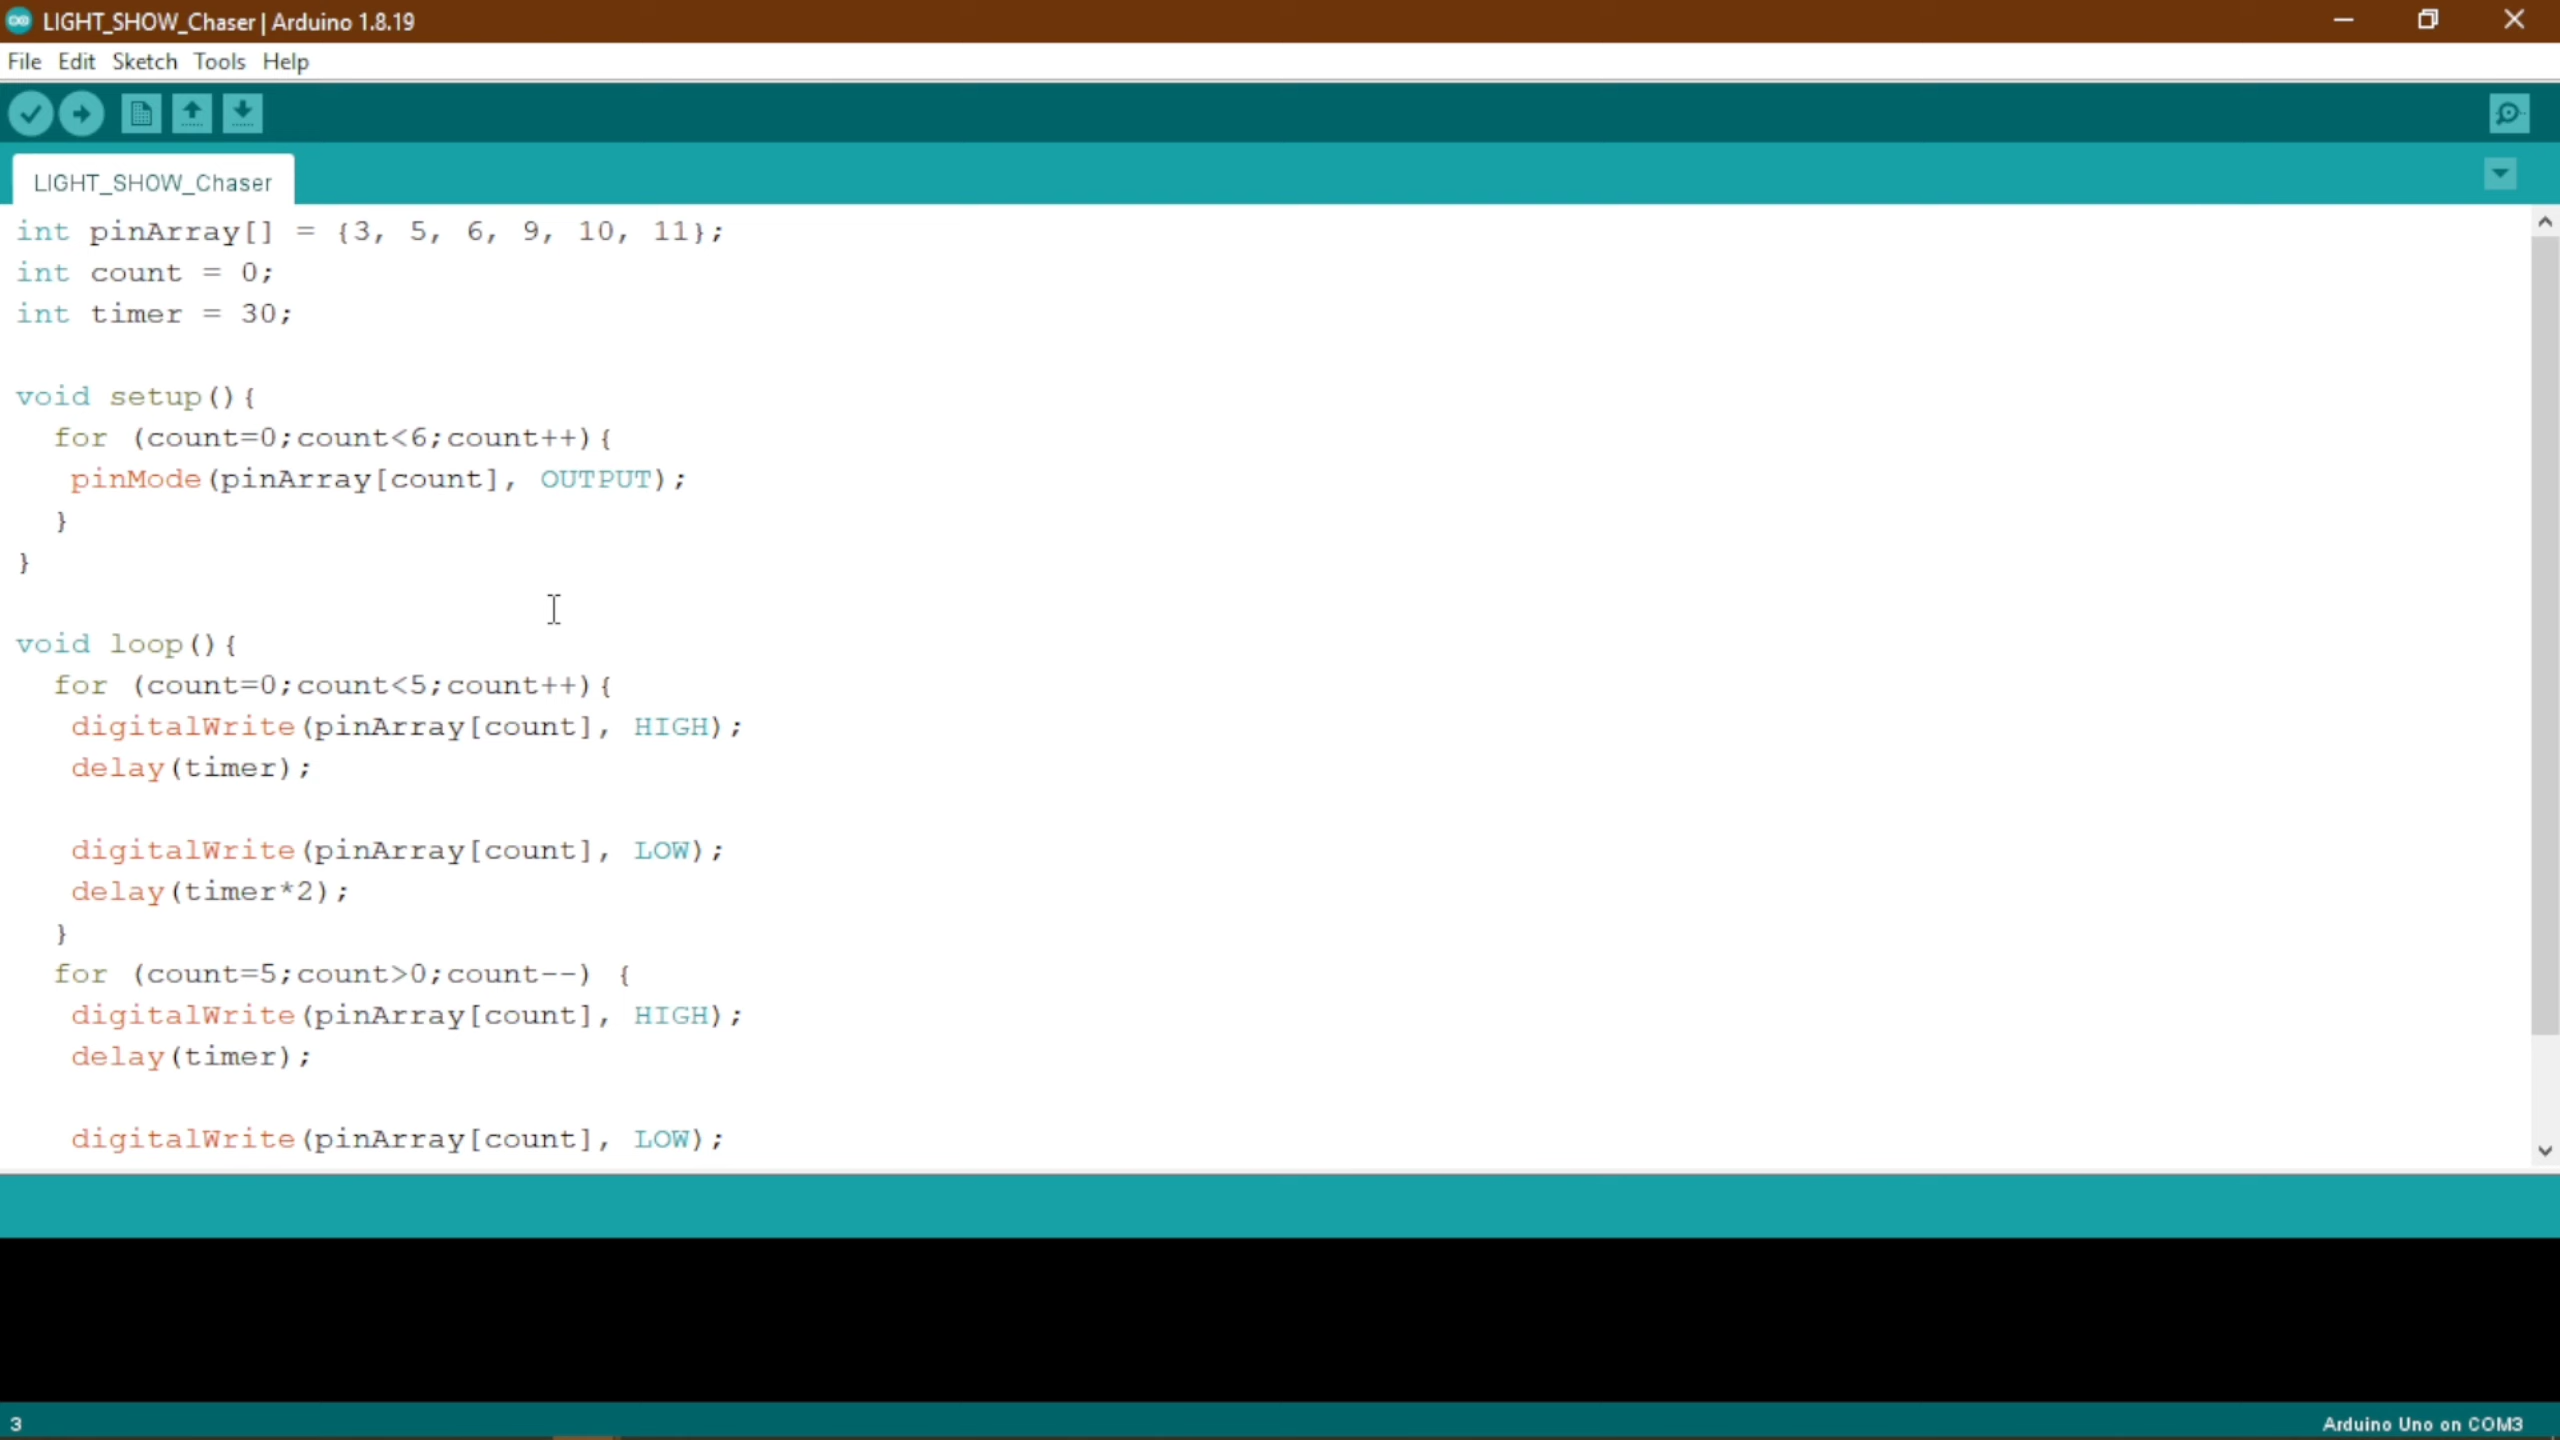 LIGHT_SHOW_Chaser | Arduino 1.8.19
File Edit Sketch Tools Help
LIGHT_SHOW_Chaser
int pinArray[] = {3, 5, 6, 9, 10, 11};
int count = 0;
int timer = 30;
void setup(){
for (count=0;count<6;count++){
pinMode(pinArray[count], OUTPUT);
}
}
void loop(){
for (count=0;count<5;count++){
digitalWrite(pinArray[count], HIGH);
delay(timer);
digitalWrite(pinArray[count], LOW);
delay(timer*2);
}
for (count=5;count>0;count--) {
digitalWrite(pinArray[count], HIGH);
delay(timer);
digitalWrite(pinArray[count], LOW);
3 Arduino Uno on COM3